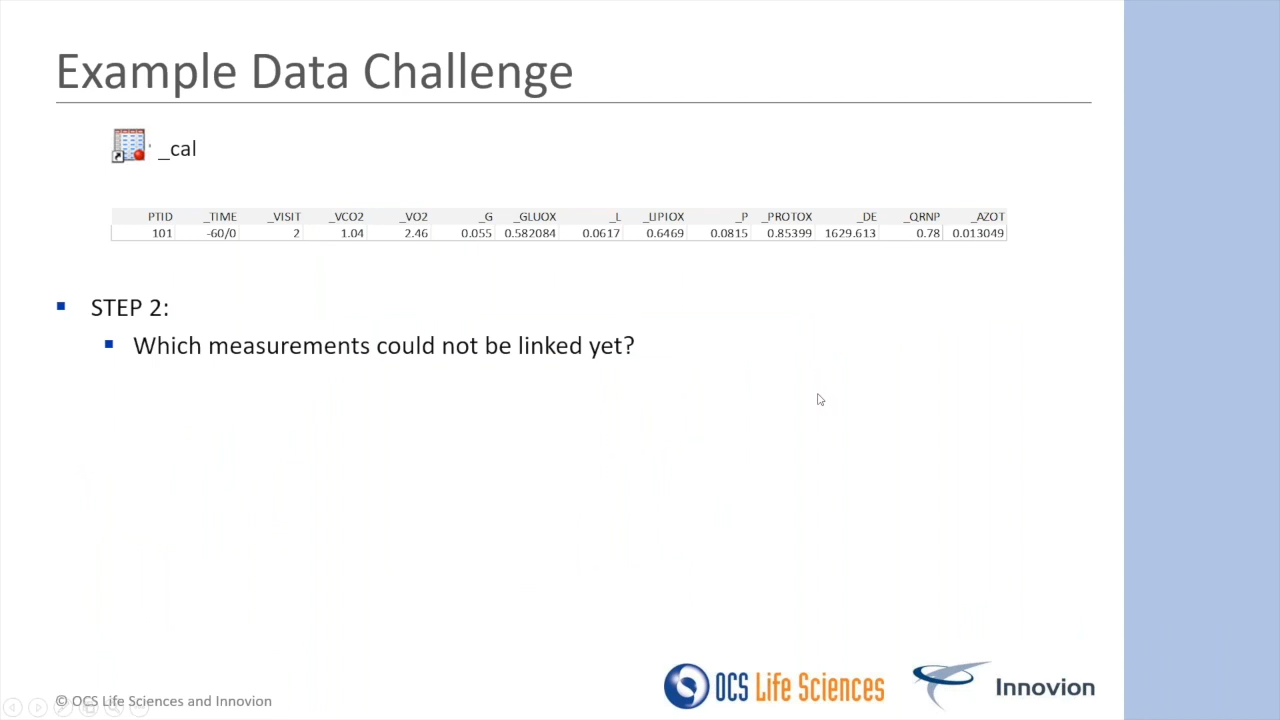 Example Data Challenge
_cal
PTID _TIME _VISIT _VCO2 _VO2 _G _GLUOX _L _LIPIOX _P _PROTOX _DE _QRNP _AZOT
101 -60/0 2 1.04 2.46 0.055 0.582084 0.0617 0.6469 0.0815 0.85399 1629.613 0.78 0.013049
STEP 2:
Which measurements could not be linked yet?
OCS Life Sciences
Innovion
© OCS Life Sciences and Innovion